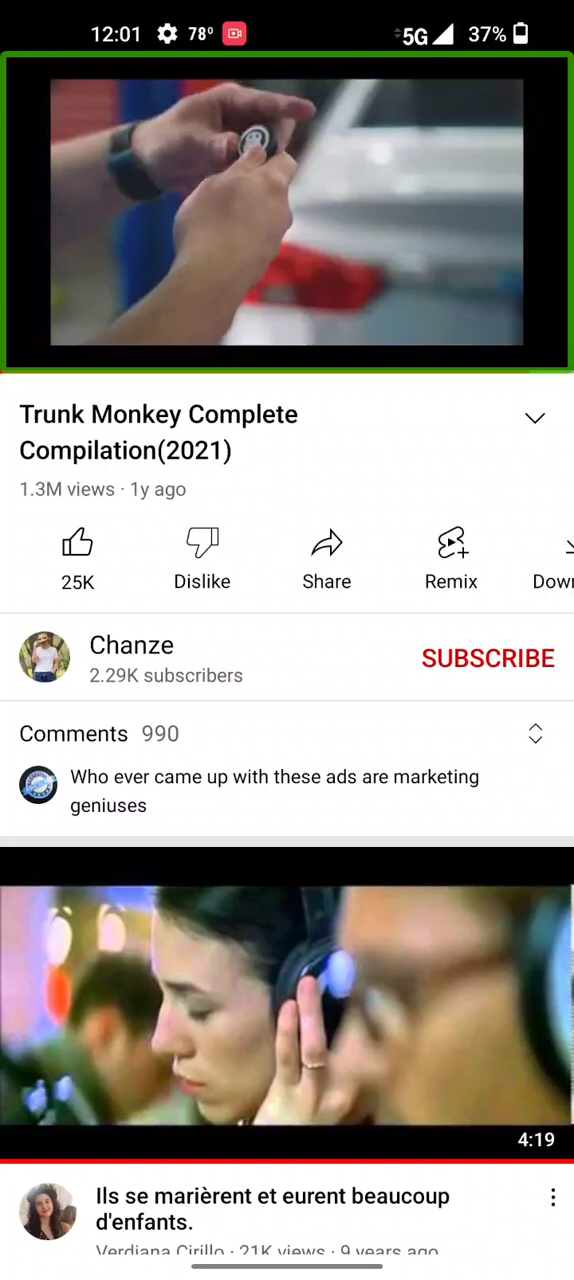 12:01 78° 5G 37%
Trunk Monkey Complete
Compilation(2021)
1.3M views · 1y ago
25K Dislike Share Remix Down
Chanze
2.29K subscribers
SUBSCRIBE
Comments 990
Who ever came up with these ads are marketing
geniuses
4:19
Ils se marièrent et eurent beaucoup
d'enfants.
Verdiana Cirillo · 21K views · 9 years ago